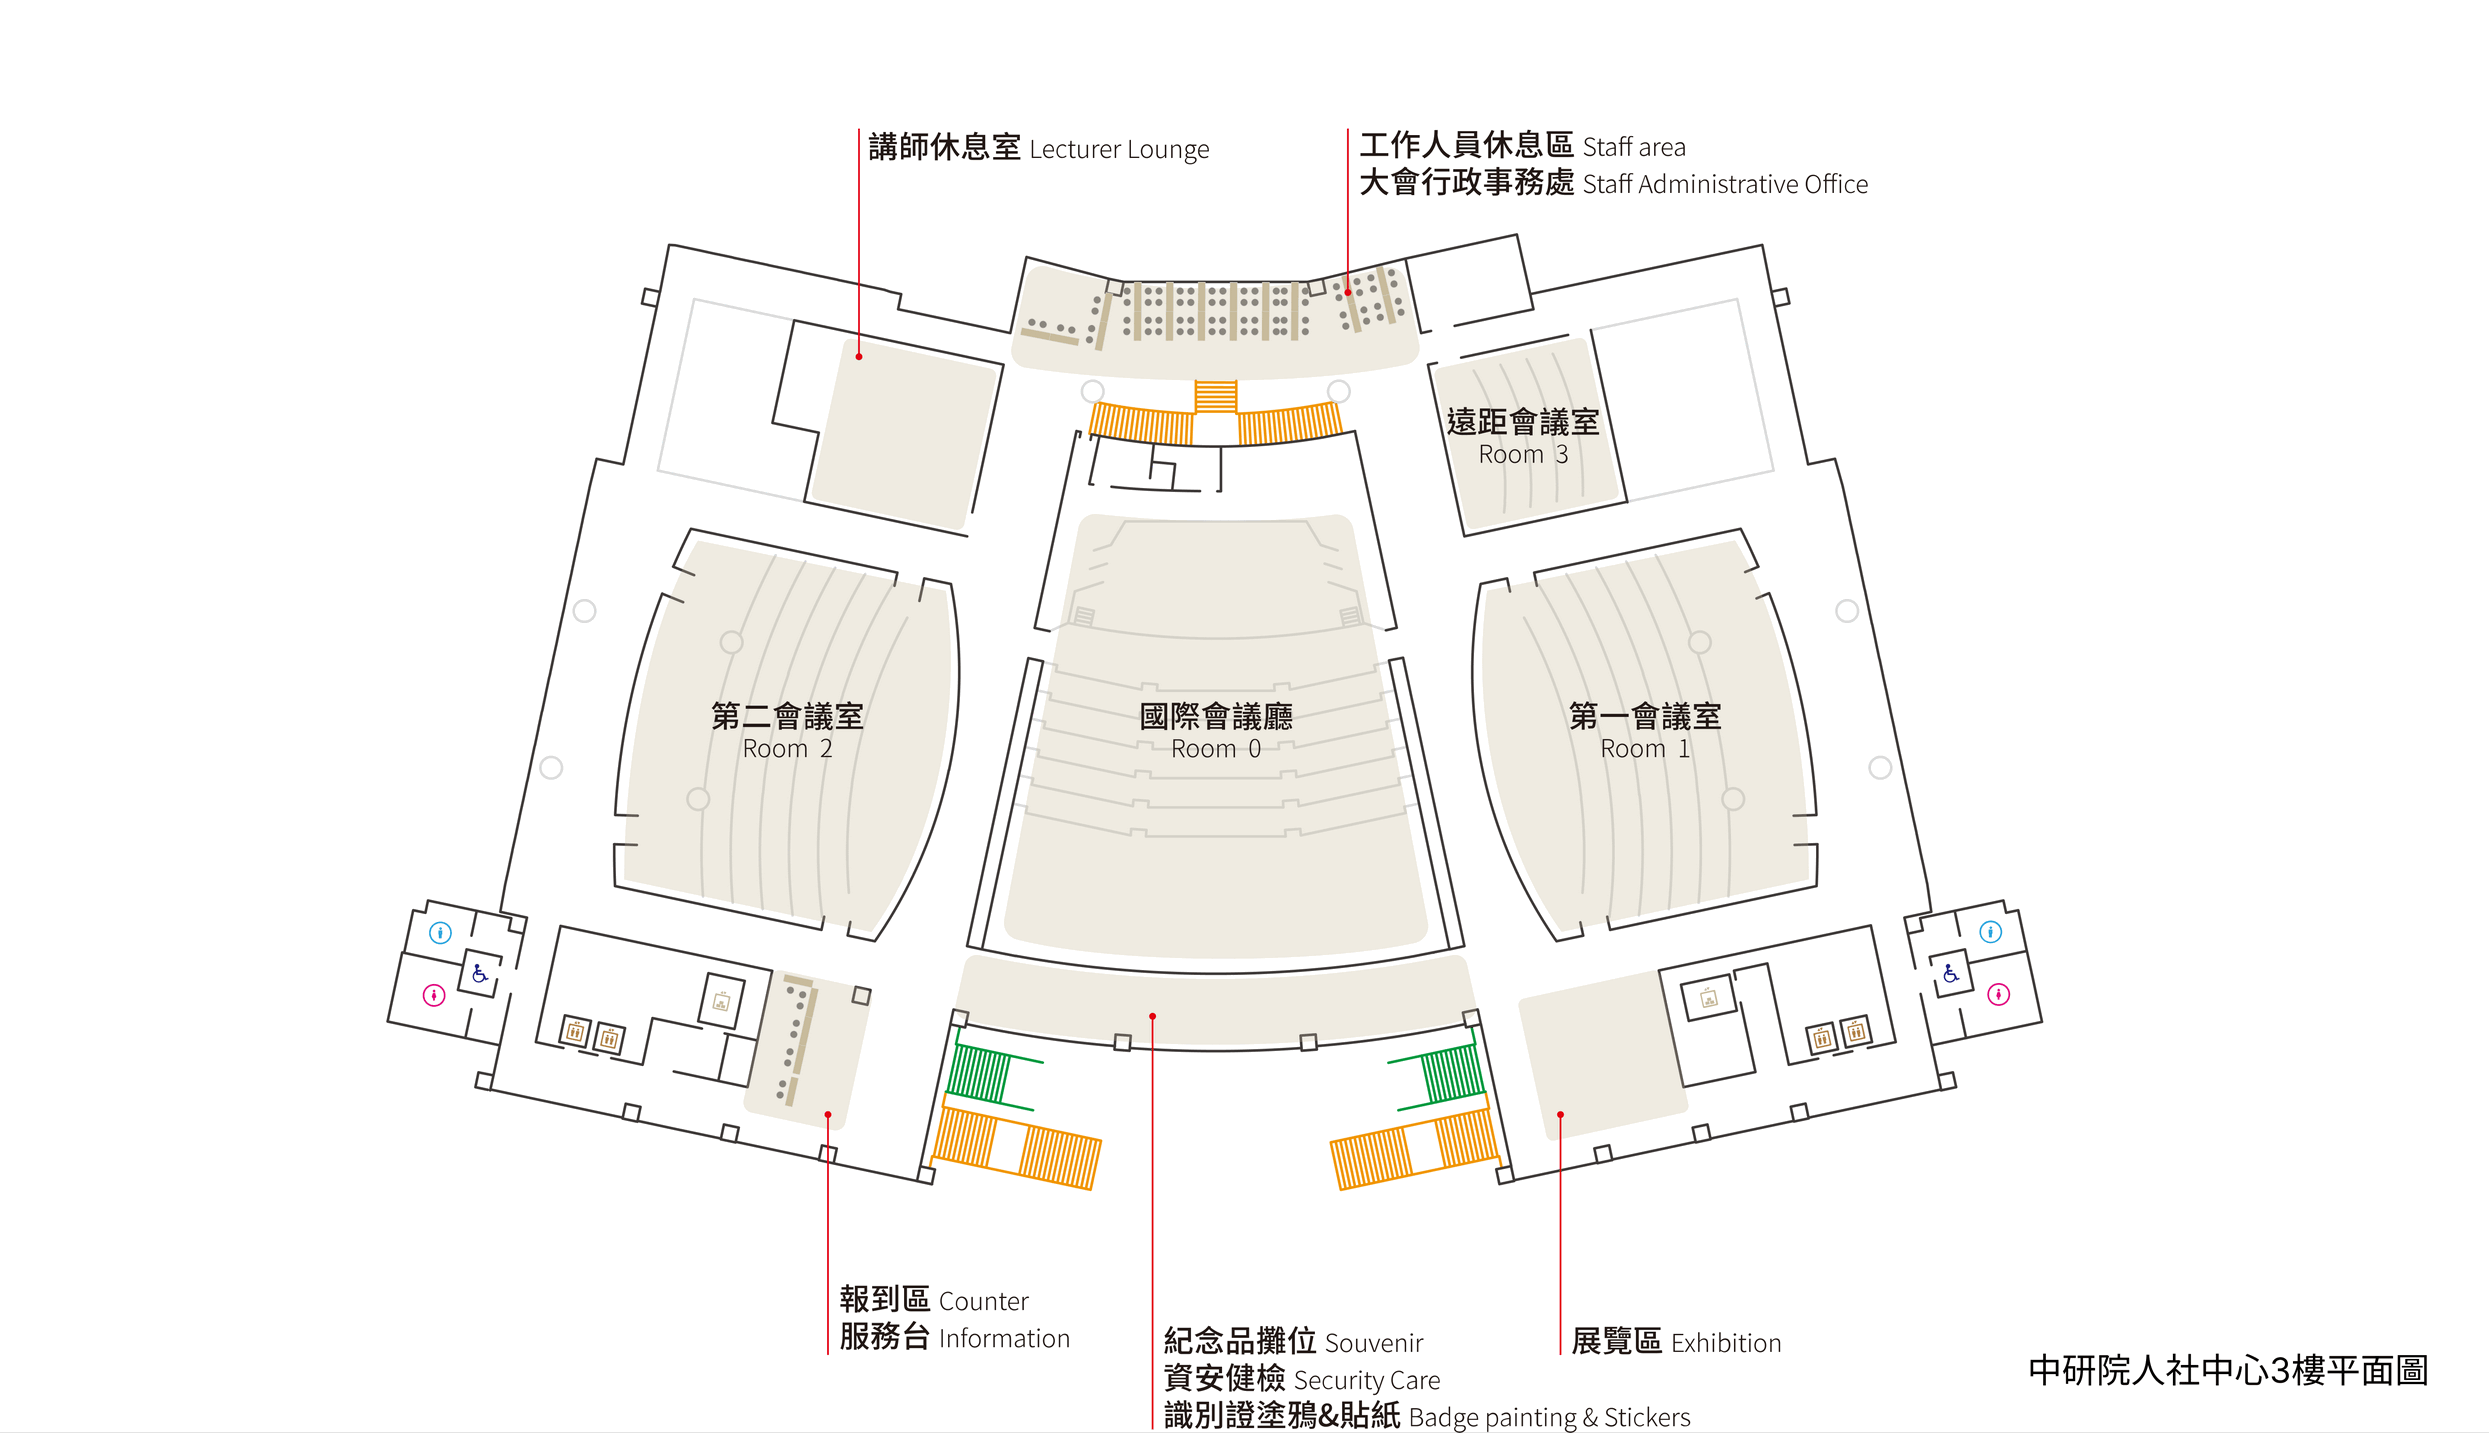 講師休息室 Lecturer Lounge
工作人員休息區 Staff area
大會行政事務處 Staff Administrative Office
遠距會議室
Room 3
第二會議室
Room 2
國際會議廳
Room 0
第一會議室
Room 1
報到區 Counter
服務台 Information
紀念品攤位 Souvenir
資安健檢 Security Care
識別證塗鴉&貼紙 Badge painting & Stickers
展覽區 Exhibition
中研院人社中心3樓平面圖